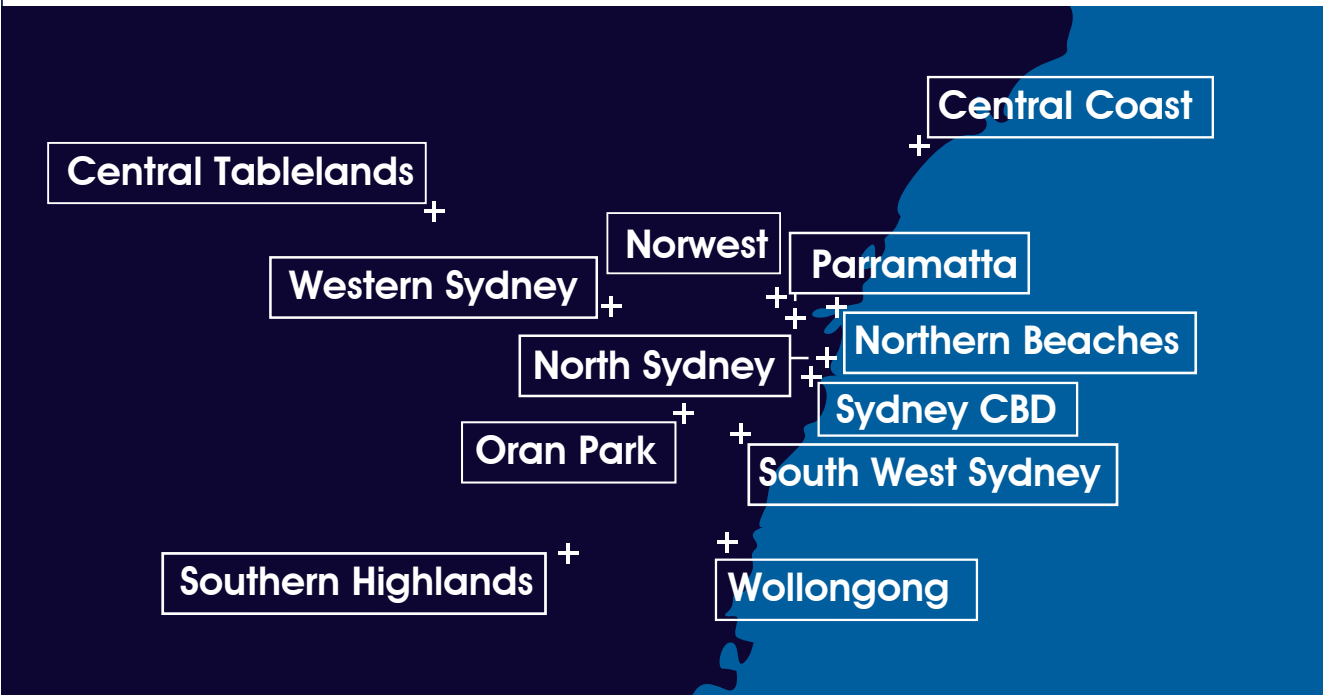 Central Coast
Central Tablelands
Norwest
Parramatta
Western Sydney
Northern Beaches
North Sydney
Sydney CBD
Oran Park
South West Sydney
Southern Highlands
Wollongong